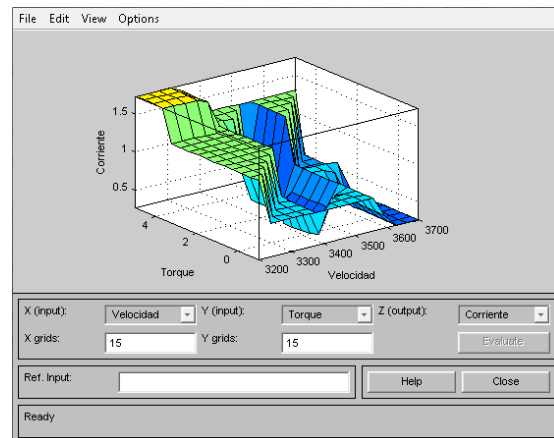 File Edit View Options
1.5
1
0.5
Corriente
4
2
0
Torque
3200
3300
3400
3500
3600
3700
Velocidad
X (input): Velocidad Y (input): Torque Z (output): Corriente
X grids: 15 Y grids: 15 Evaluate
Ref. Input: Help Close
Ready